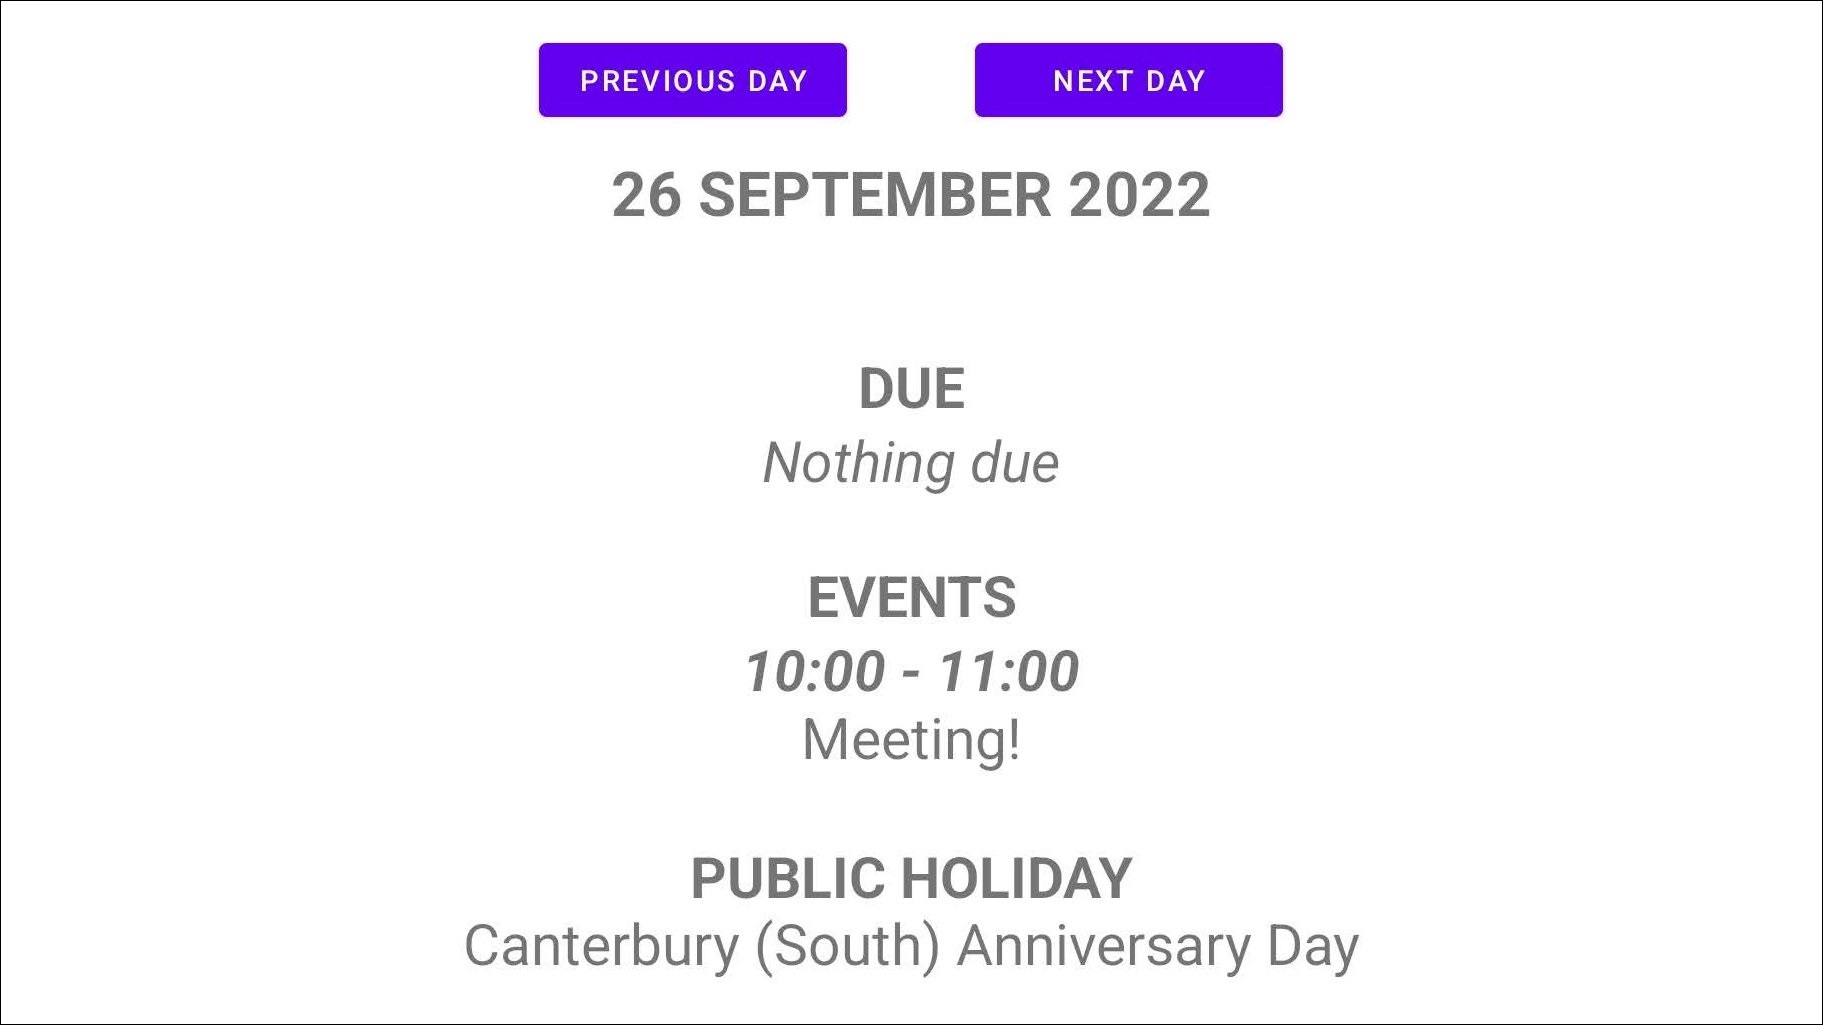 PREVIOUS DAY
NEXT DAY
26 SEPTEMBER 2022
DUE
Nothing due
EVENTS
10:00 - 11:00
Meeting!
PUBLIC HOLIDAY
Canterbury (South) Anniversary Day